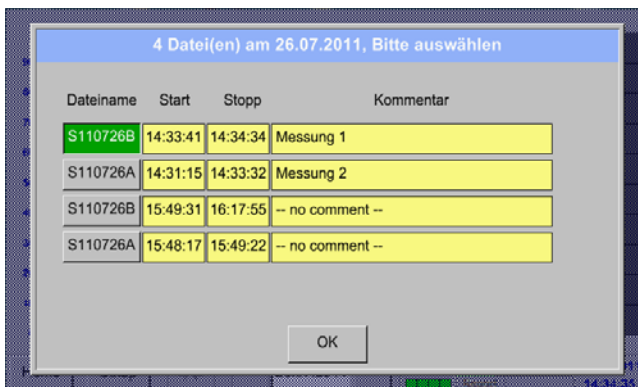 4 Datei(en) am 26.07.2011, Bitte auswählen
Dateiname Start Stopp Kommentar
S110726B 14:33:41 14:34:34 Messung 1
S110726A 14:31:15 14:33:32 Messung 2
S110726B 15:49:31 16:17:55 -- no comment --
S110726A 15:48:17 15:49:22 -- no comment --
OK